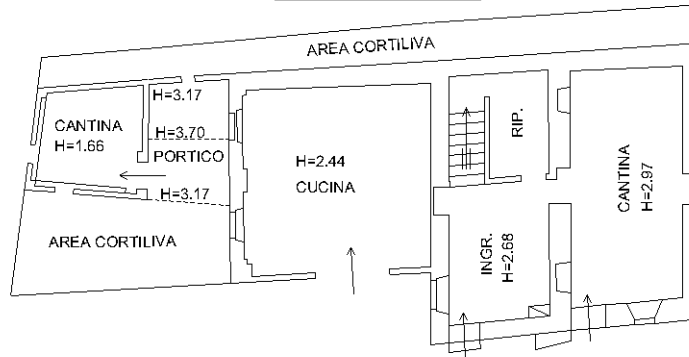 AREA CORTILIVA
H=3.17
CANTINA
H=1.66
H=3.70
PORTICO
H=3.17
H=2.44
CUCINA
RIP.
CANTINA
H=2.97
INGR.
H=2.68
AREA CORTILIVA